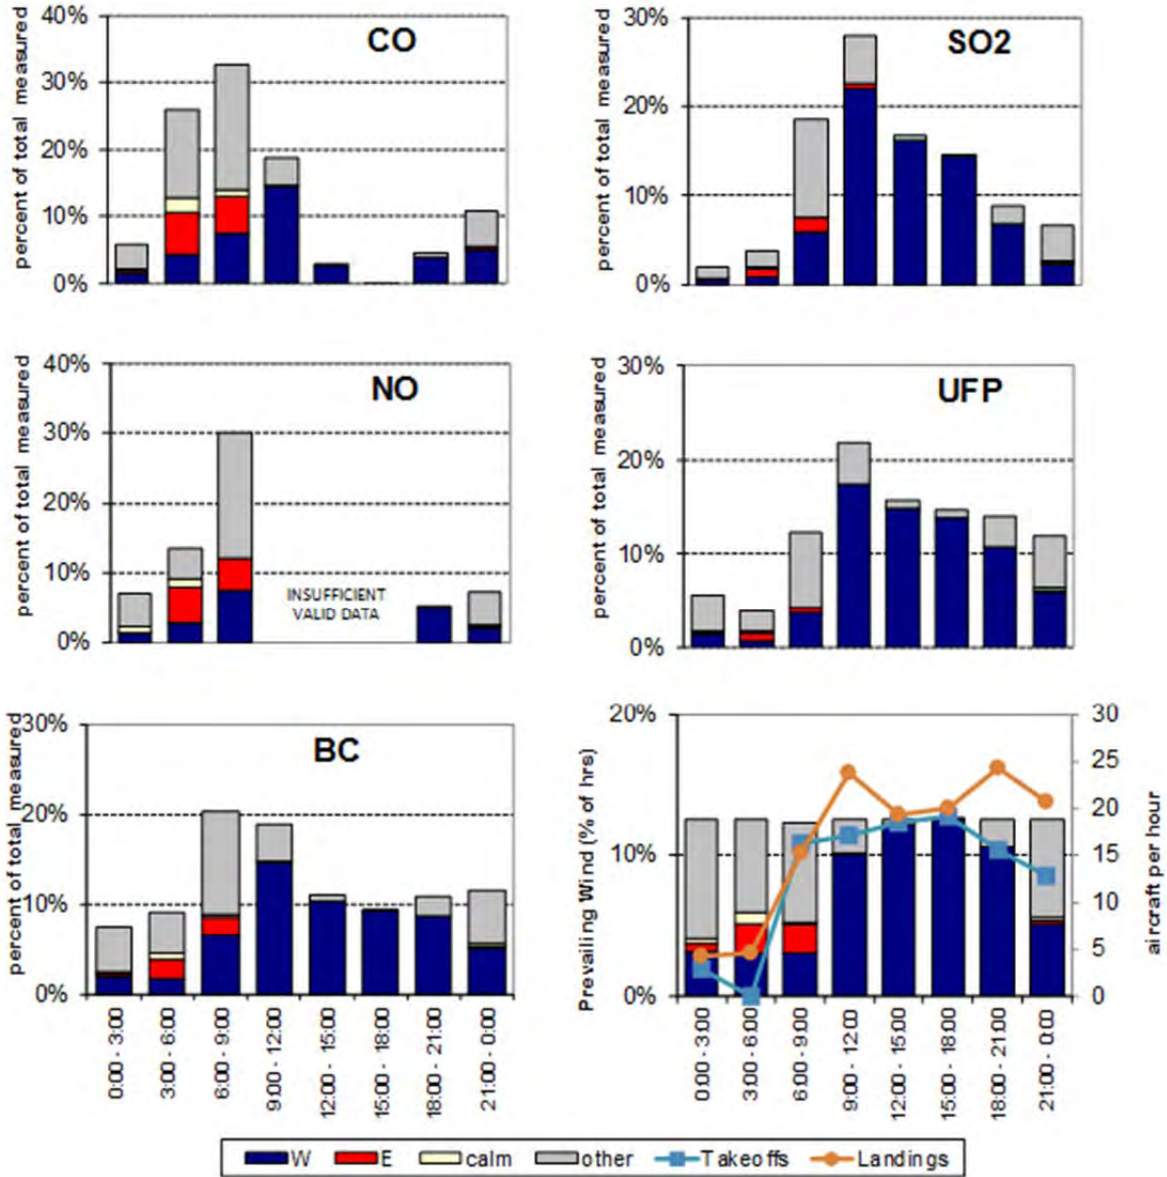 CO
percent of total measured
40%
30%
20%
10%
0%
SO2
percent of total measured
30%
20%
10%
0%
NO
percent of total measured
40%
30%
20%
10%
0%
INSUFFICIENT
VALID DATA
UFP
percent of total measured
30%
20%
10%
0%
BC
percent of total measured
30%
20%
10%
0%
0:00 - 3:00
3:00 - 6:00
6:00 - 9:00
9:00 - 12:00
12:00 - 15:00
15:00 - 18:00
18:00 - 21:00
21:00 - 0:00
Prevailing Wind (% of hrs)
20%
10%
0%
30
25
20
15
10
5
0
aircraft per hour
0:00 - 3:00
3:00 - 6:00
6:00 - 9:00
9:00 - 12:00
12:00 - 15:00
15:00 - 18:00
18:00 - 21:00
21:00 - 0:00
W E calm other Takeoffs Landings